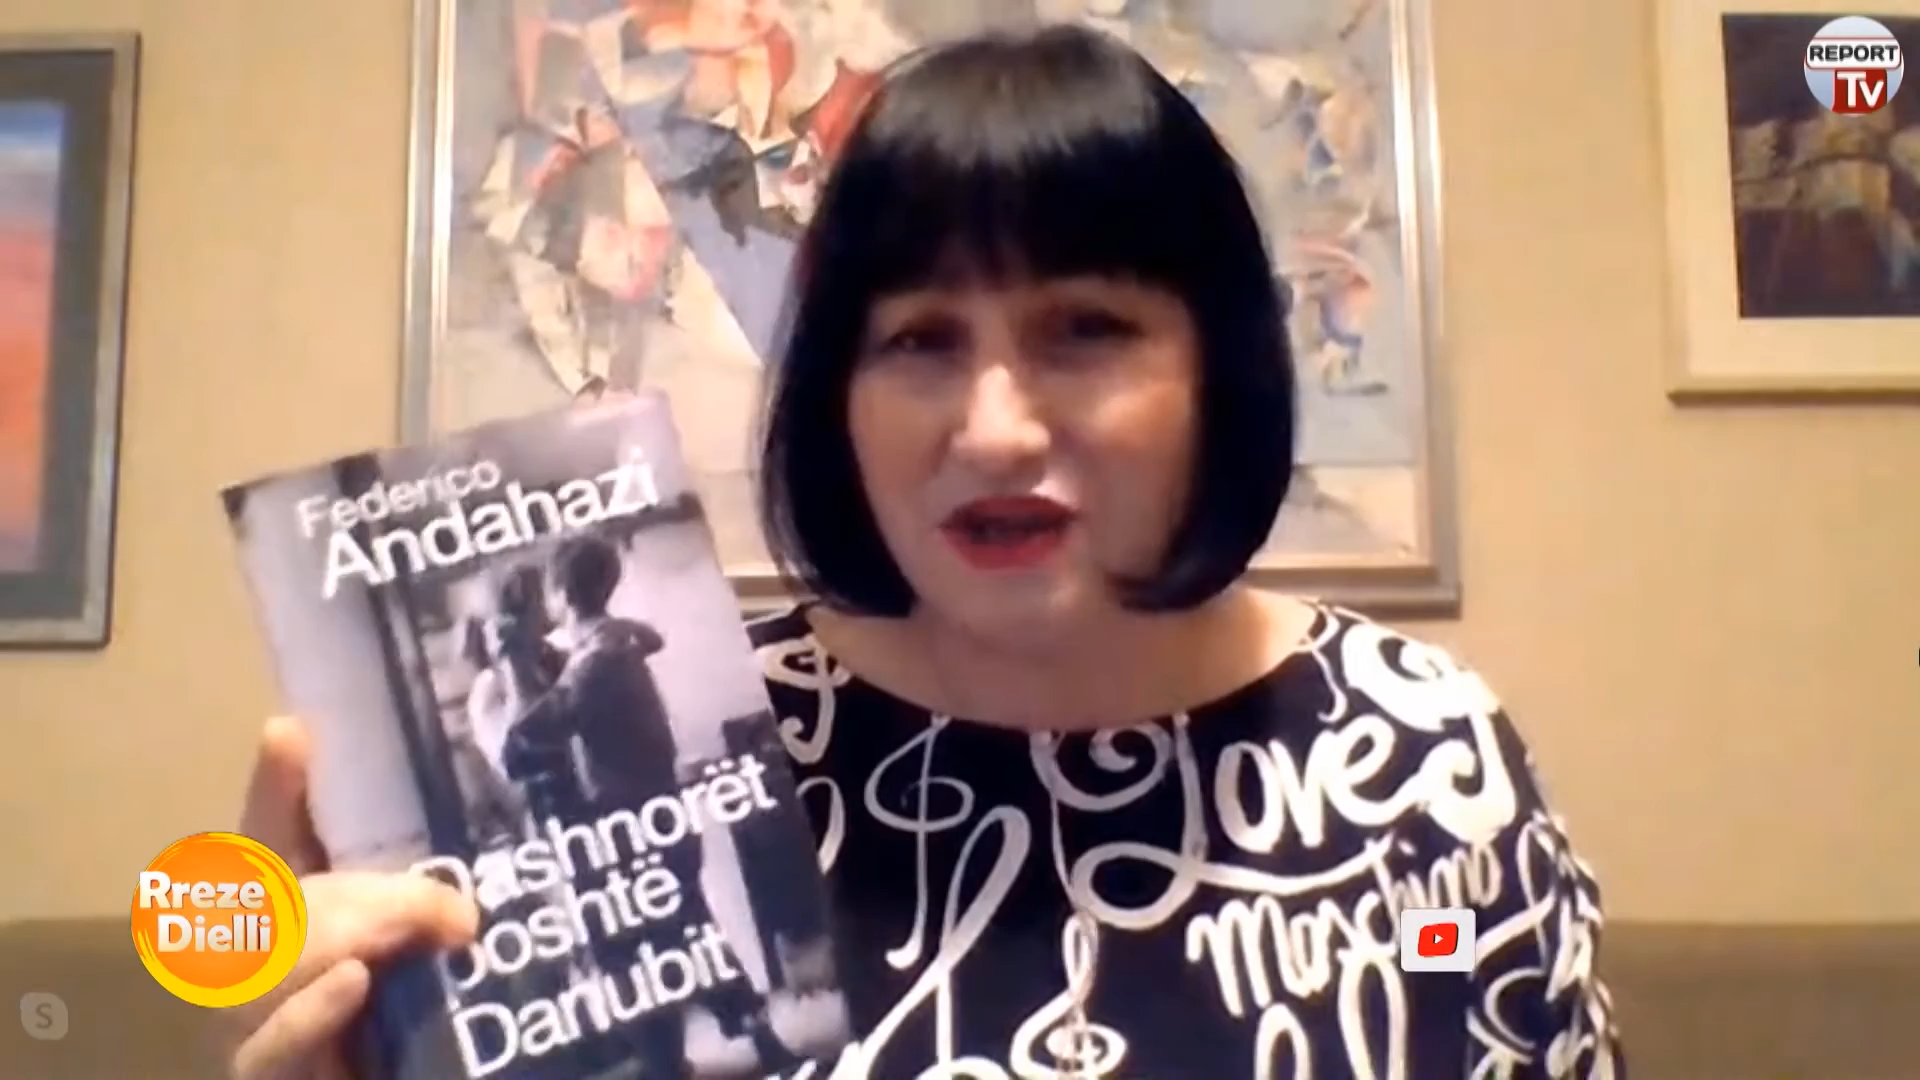 REPORT
Tv
Federico
Andahazi
Dashnorët
poshtë
Danubit
Love
Moschino
Rreze
Dielli
S